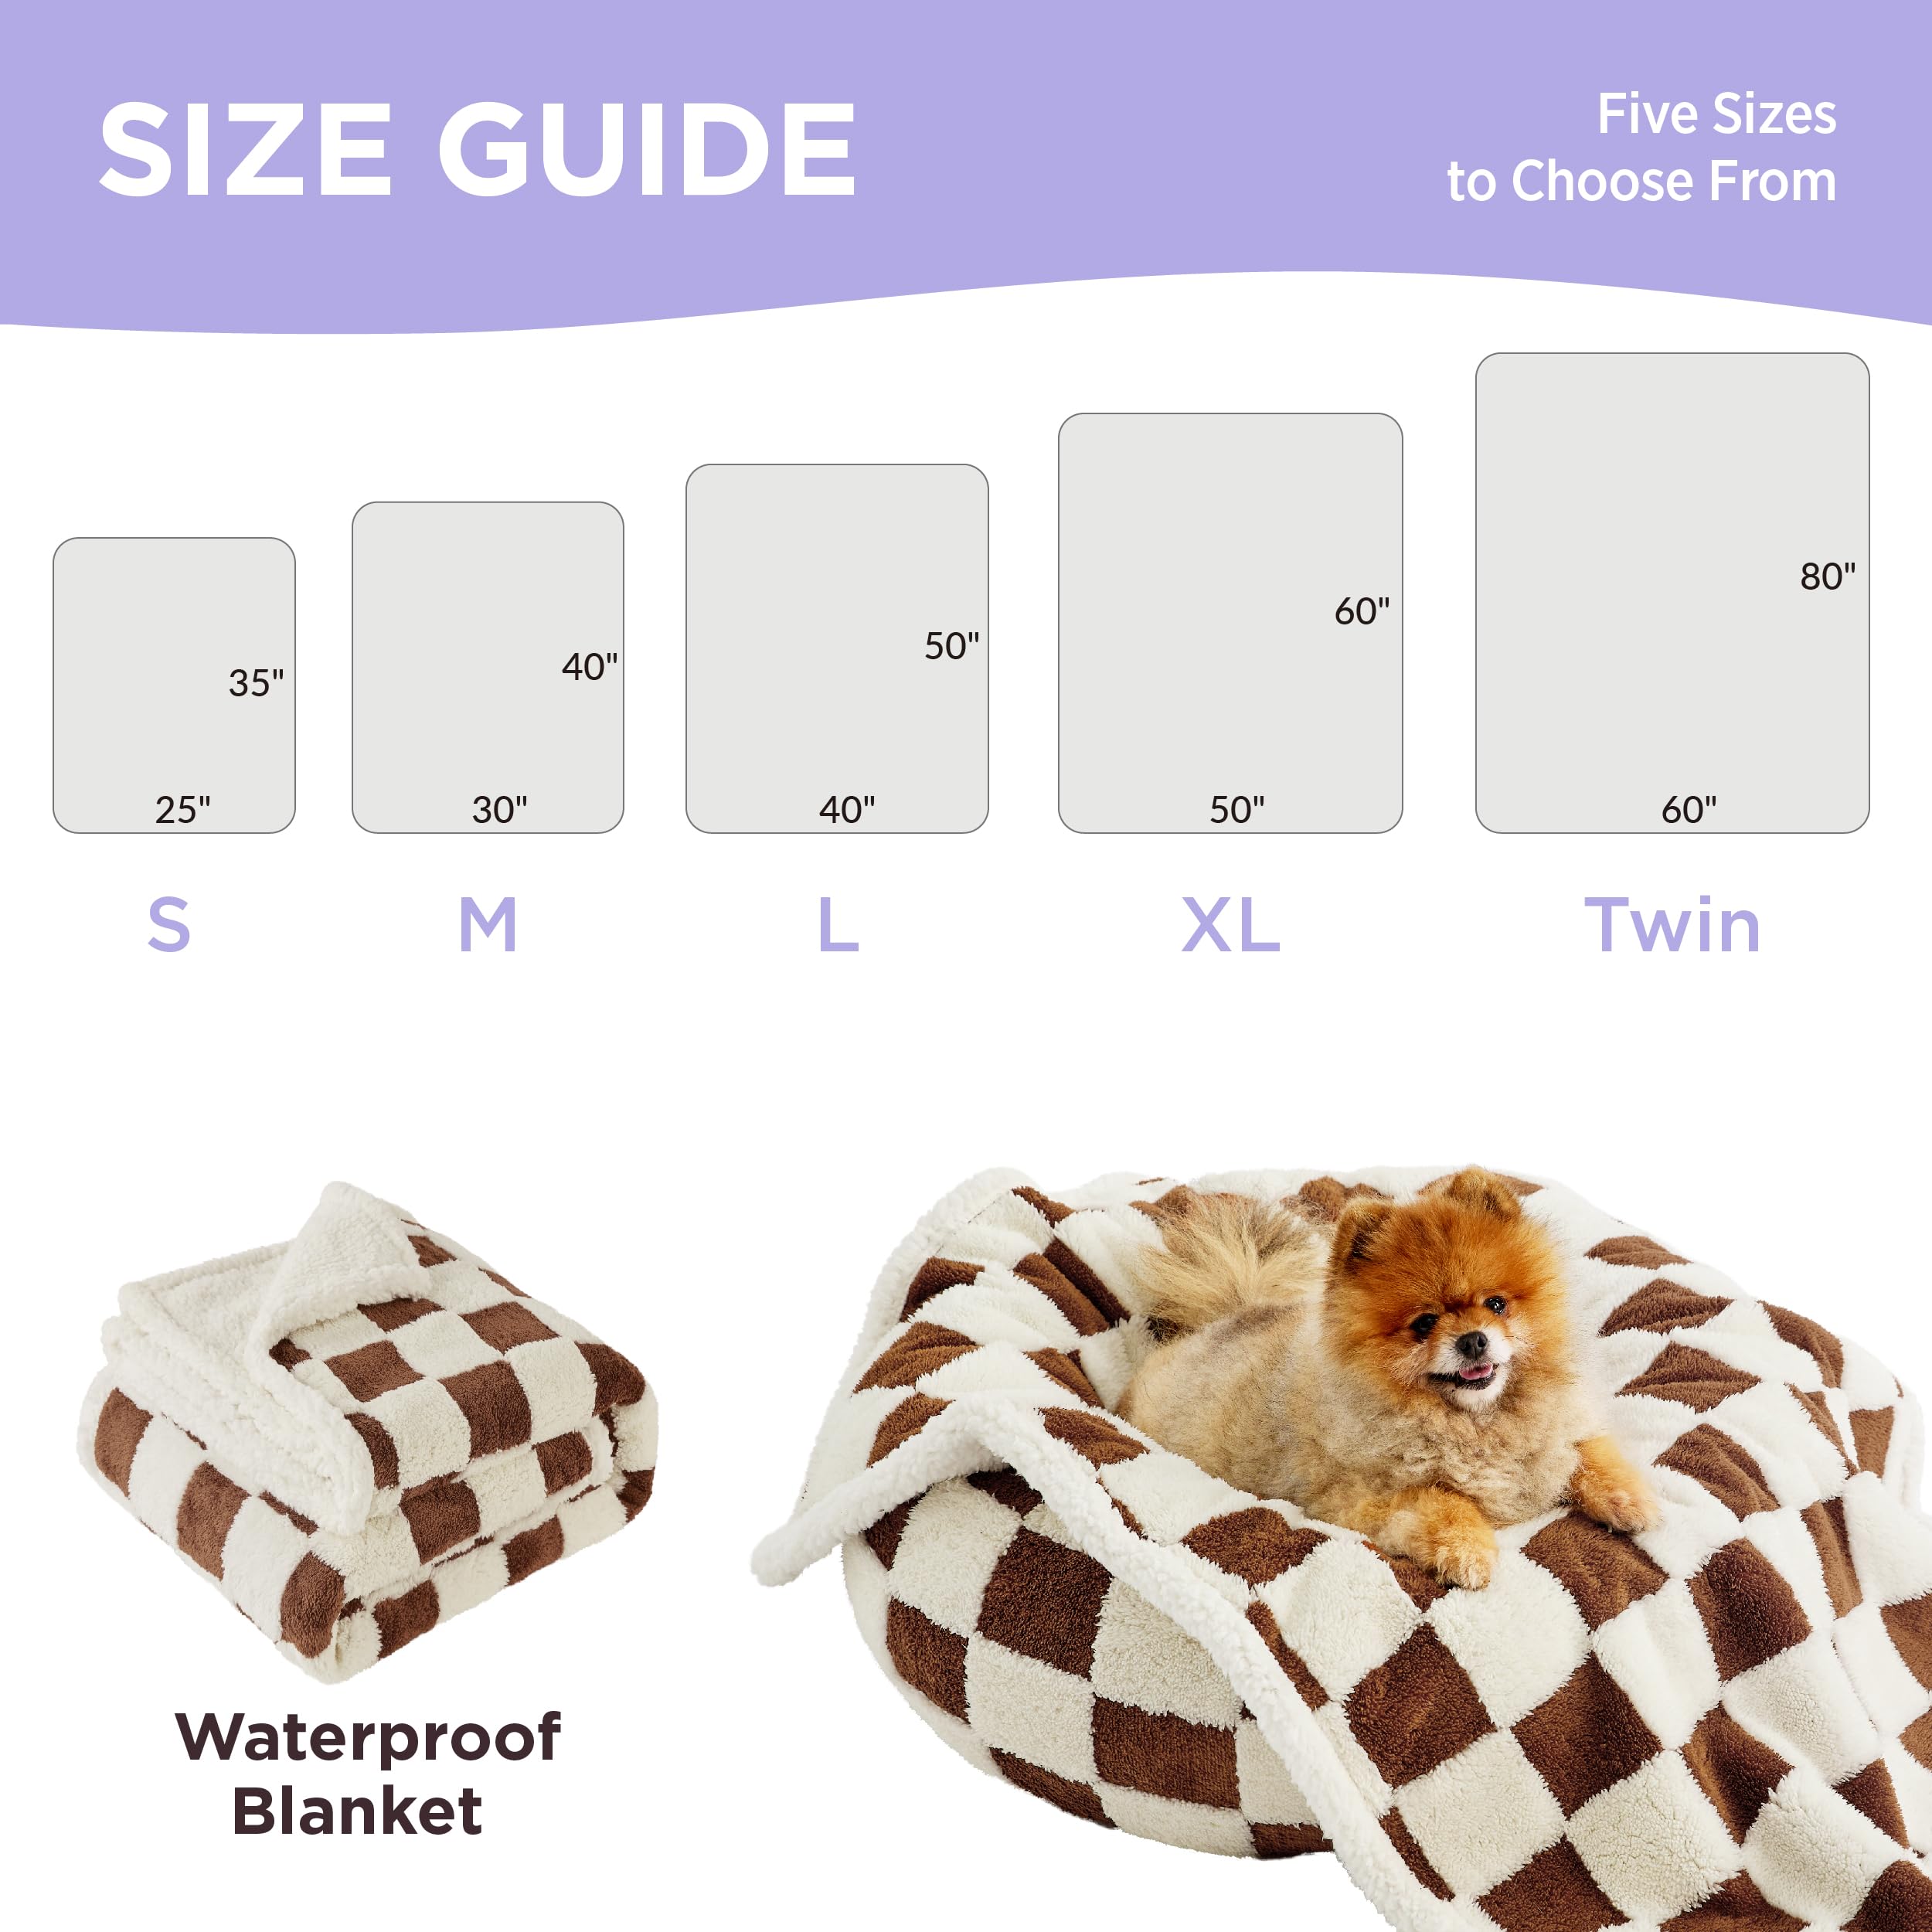 SIZE GUIDE
Five Sizes
to Choose From
35"
25"
40"
30"
50"
40"
60"
50"
80"
60"
S
M
L
XL
Twin
Waterproof
Blanket